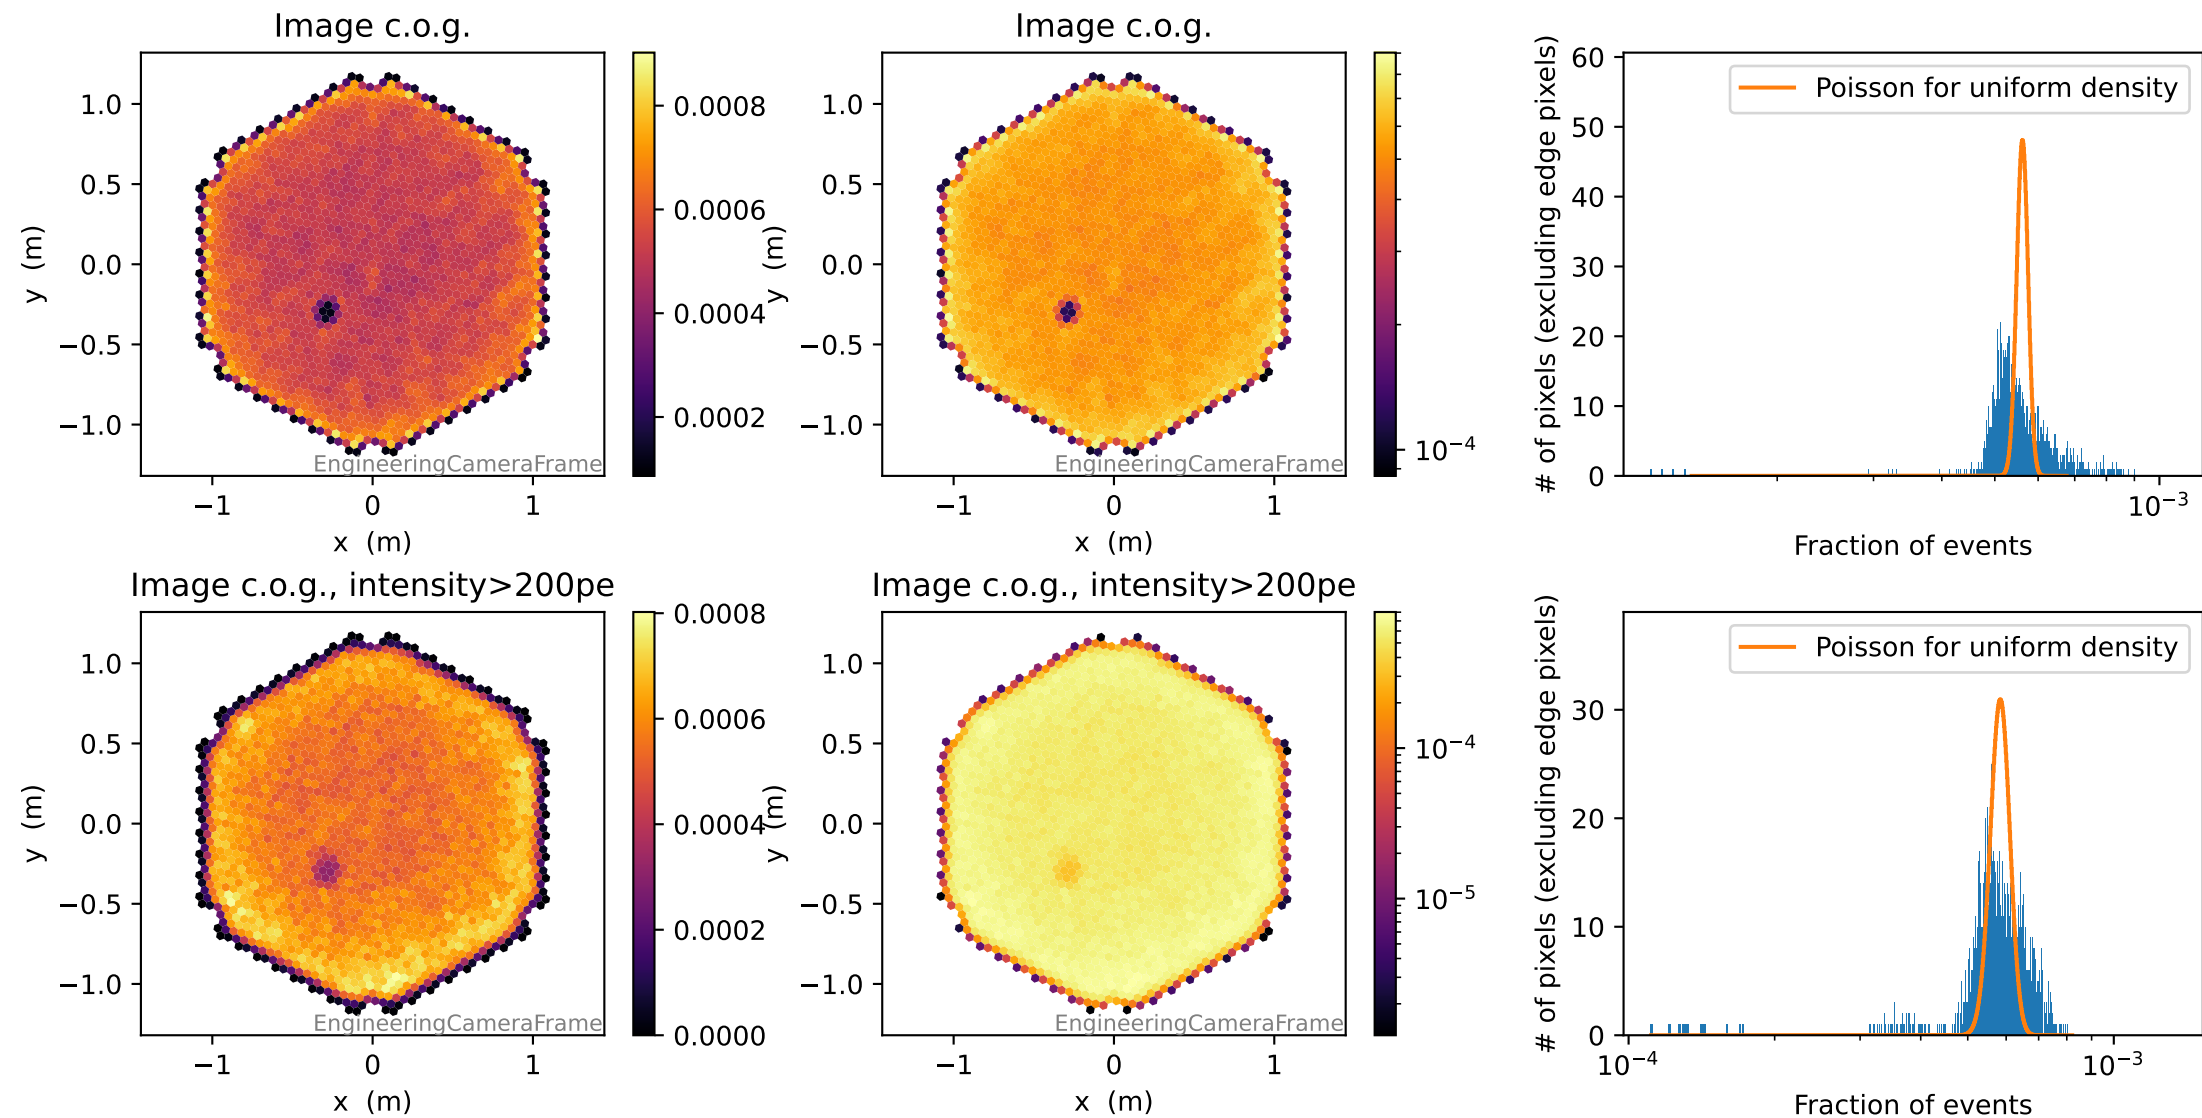 Image c.o.g.
1.0
0.5
0.0
−0.5
−1.0
y (m)
−1
0
1
x (m)
EngineeringCameraFrame
0.0008
0.0006
0.0004
0.0002
Image c.o.g.
1.0
0.5
0.0
−0.5
−1.0
y (m)
−1
0
1
x (m)
EngineeringCameraFrame
10−4
Poisson for uniform density
60
50
40
30
20
10
0
# of pixels (excluding edge pixels)
10−3
Fraction of events
Image c.o.g., intensity>200pe
1.0
0.5
0.0
−0.5
−1.0
y (m)
−1
0
1
x (m)
EngineeringCameraFrame
0.0008
0.0006
0.0004
0.0002
0.0000
Image c.o.g., intensity>200pe
1.0
0.5
0.0
−0.5
−1.0
y (m)
−1
0
1
x (m)
EngineeringCameraFrame
10−4
10−5
Poisson for uniform density
30
20
10
0
# of pixels (excluding edge pixels)
10−4
10−3
Fraction of events